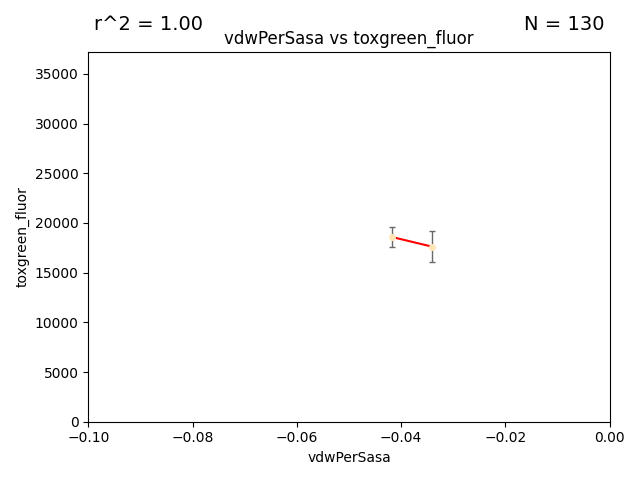 r^2 = 1.00
N = 130
vdwPerSasa vs toxgreen_fluor
toxgreen_fluor
35000
30000
25000
20000
15000
10000
5000
0
−0.10
−0.08
−0.06
−0.04
−0.02
0.00
vdwPerSasa